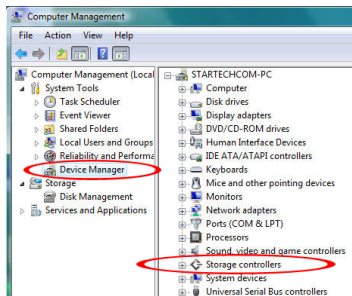 Computer Management
File Action View Help
Computer Management (Local
System Tools
Task Scheduler
Event Viewer
Shared Folders
Local Users and Groups
Reliability and Performa
Device Manager
Storage
Disk Management
Services and Applications
STARTECHCOM-PC
Computer
Disk drives
Display adapters
DVD/CD-ROM drives
Human Interface Devices
IDE ATA/ATAPI controllers
Keyboards
Mice and other pointing devices
Monitors
Network adapters
Ports (COM & LPT)
Processors
Sound, video and game controllers
Storage controllers
System devices
Universal Serial Bus controllers